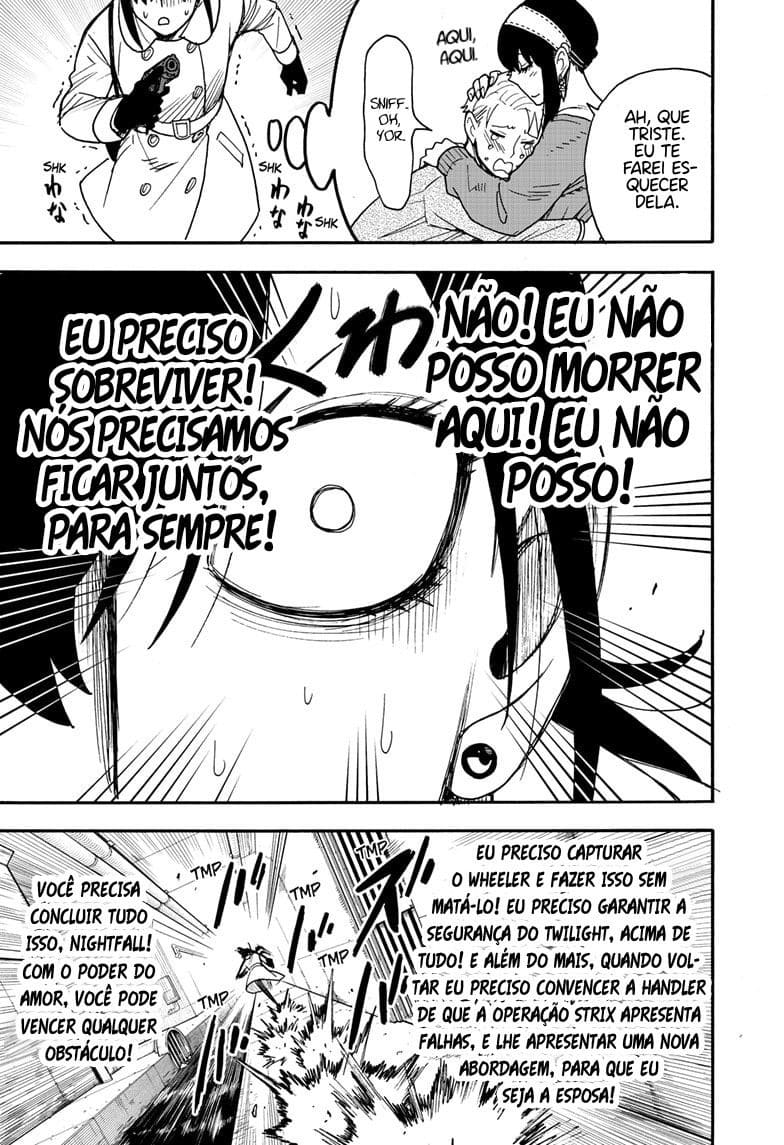 AH, QUE
TRISTE.
EU TE
FAREI ES-
QUECER
DELA.
AQUI,
AQUI.
SNIFF.
OH,
YOR.
SHK
わな
SHK
わな
SHK
NÃO! EU NÃO
POSSO MORRER
AQUI! EU NÃO
POSSO!
くわ
EU PRECISO
SOBREVIVER!
NÓS PRECISAMOS
FICAR JUNTOS,
PARA SEMPRE!
EU PRECISO CAPTURAR
O WHEELER E FAZER ISSO SEM
MATÁ-LO! EU PRECISO GARANTIR A
SEGURANÇA DO TWILIGHT, ACIMA DE
TUDO! E ALÉM DO MAIS, QUANDO VOL-
TAR EU PRECISO CONVENCER A HANDLER
DE QUE A OPERAÇÃO STRIX APRESENTA
FALHAS, E LHE APRESENTAR UMA NOVA
ABORDAGEM, PARA QUE EU
SEJA A ESPOSA!
TMP
TMP
TMP
TMP
TMP
VOCÊ PRECISA
CONCLUIR TUDO
ISSO, NIGHTFALL!
COM O PODER DO
AMOR, VOCÊ PODE
VENCER QUALQUER
OBSTÁCULO!